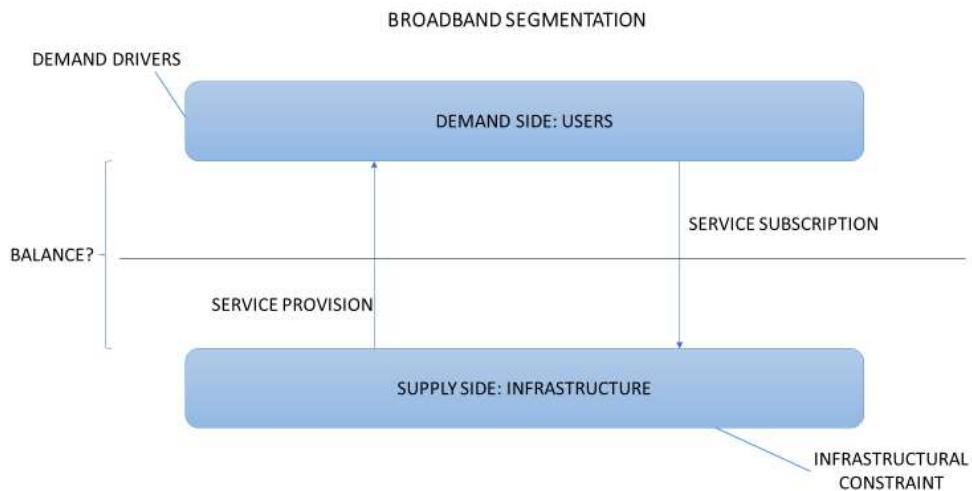 BROADBAND SEGMENTATION
DEMAND DRIVERS
DEMAND SIDE: USERS
SERVICE SUBSCRIPTION
BALANCE?
SERVICE PROVISION
SUPPLY SIDE: INFRASTRUCTURE
INFRASTRUCTURAL
CONSTRAINT